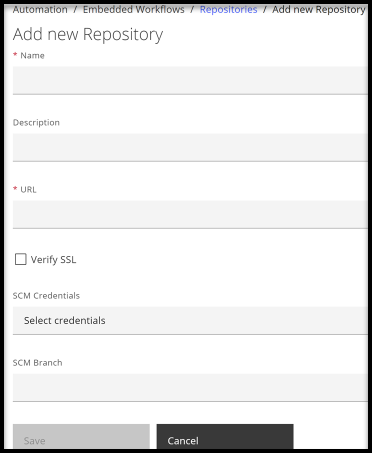 Automation / Embedded Workflows / Repositories / Add new Repository
Add new Repository
* Name
Description
* URL
Verify SSL
SCM Credentials
Select credentials
SCM Branch
Save Cancel